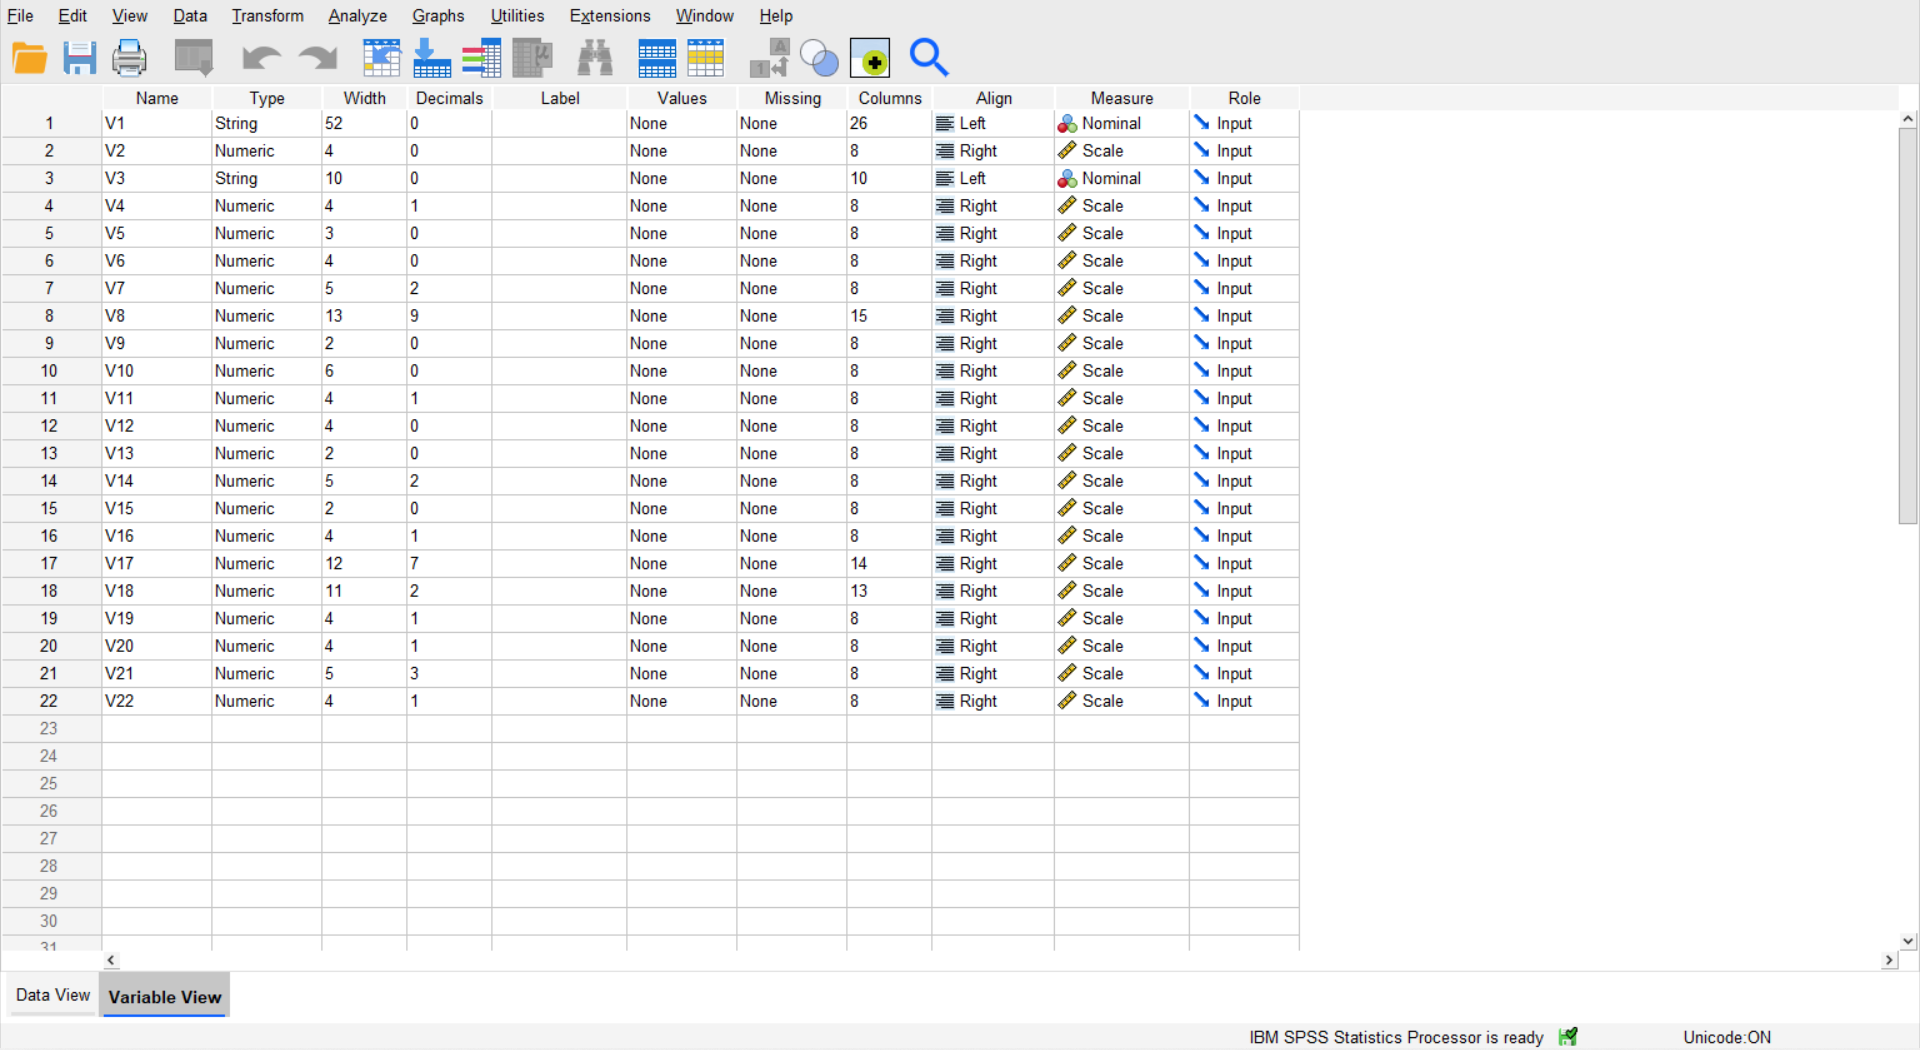 File Edit View Data Transform Analyze Graphs Utilities Extensions Window Help
Name Type Width Decimals Label Values Missing Columns Align Measure Role
1 V1 String 52 0 None None 26 Left Nominal Input
2 V2 Numeric 4 0 None None 8 Right Scale Input
3 V3 String 10 0 None None 10 Left Nominal Input
4 V4 Numeric 4 1 None None 8 Right Scale Input
5 V5 Numeric 3 0 None None 8 Right Scale Input
6 V6 Numeric 4 0 None None 8 Right Scale Input
7 V7 Numeric 5 2 None None 8 Right Scale Input
8 V8 Numeric 13 9 None None 15 Right Scale Input
9 V9 Numeric 2 0 None None 8 Right Scale Input
10 V10 Numeric 6 0 None None 8 Right Scale Input
11 V11 Numeric 4 1 None None 8 Right Scale Input
12 V12 Numeric 4 0 None None 8 Right Scale Input
13 V13 Numeric 2 0 None None 8 Right Scale Input
14 V14 Numeric 5 2 None None 8 Right Scale Input
15 V15 Numeric 2 0 None None 8 Right Scale Input
16 V16 Numeric 4 1 None None 8 Right Scale Input
17 V17 Numeric 12 7 None None 14 Right Scale Input
18 V18 Numeric 11 2 None None 13 Right Scale Input
19 V19 Numeric 4 1 None None 8 Right Scale Input
20 V20 Numeric 4 1 None None 8 Right Scale Input
21 V21 Numeric 5 3 None None 8 Right Scale Input
22 V22 Numeric 4 1 None None 8 Right Scale Input
23
24
25
26
27
28
29
30
31
Data View Variable View
IBM SPSS Statistics Processor is ready Unicode:ON